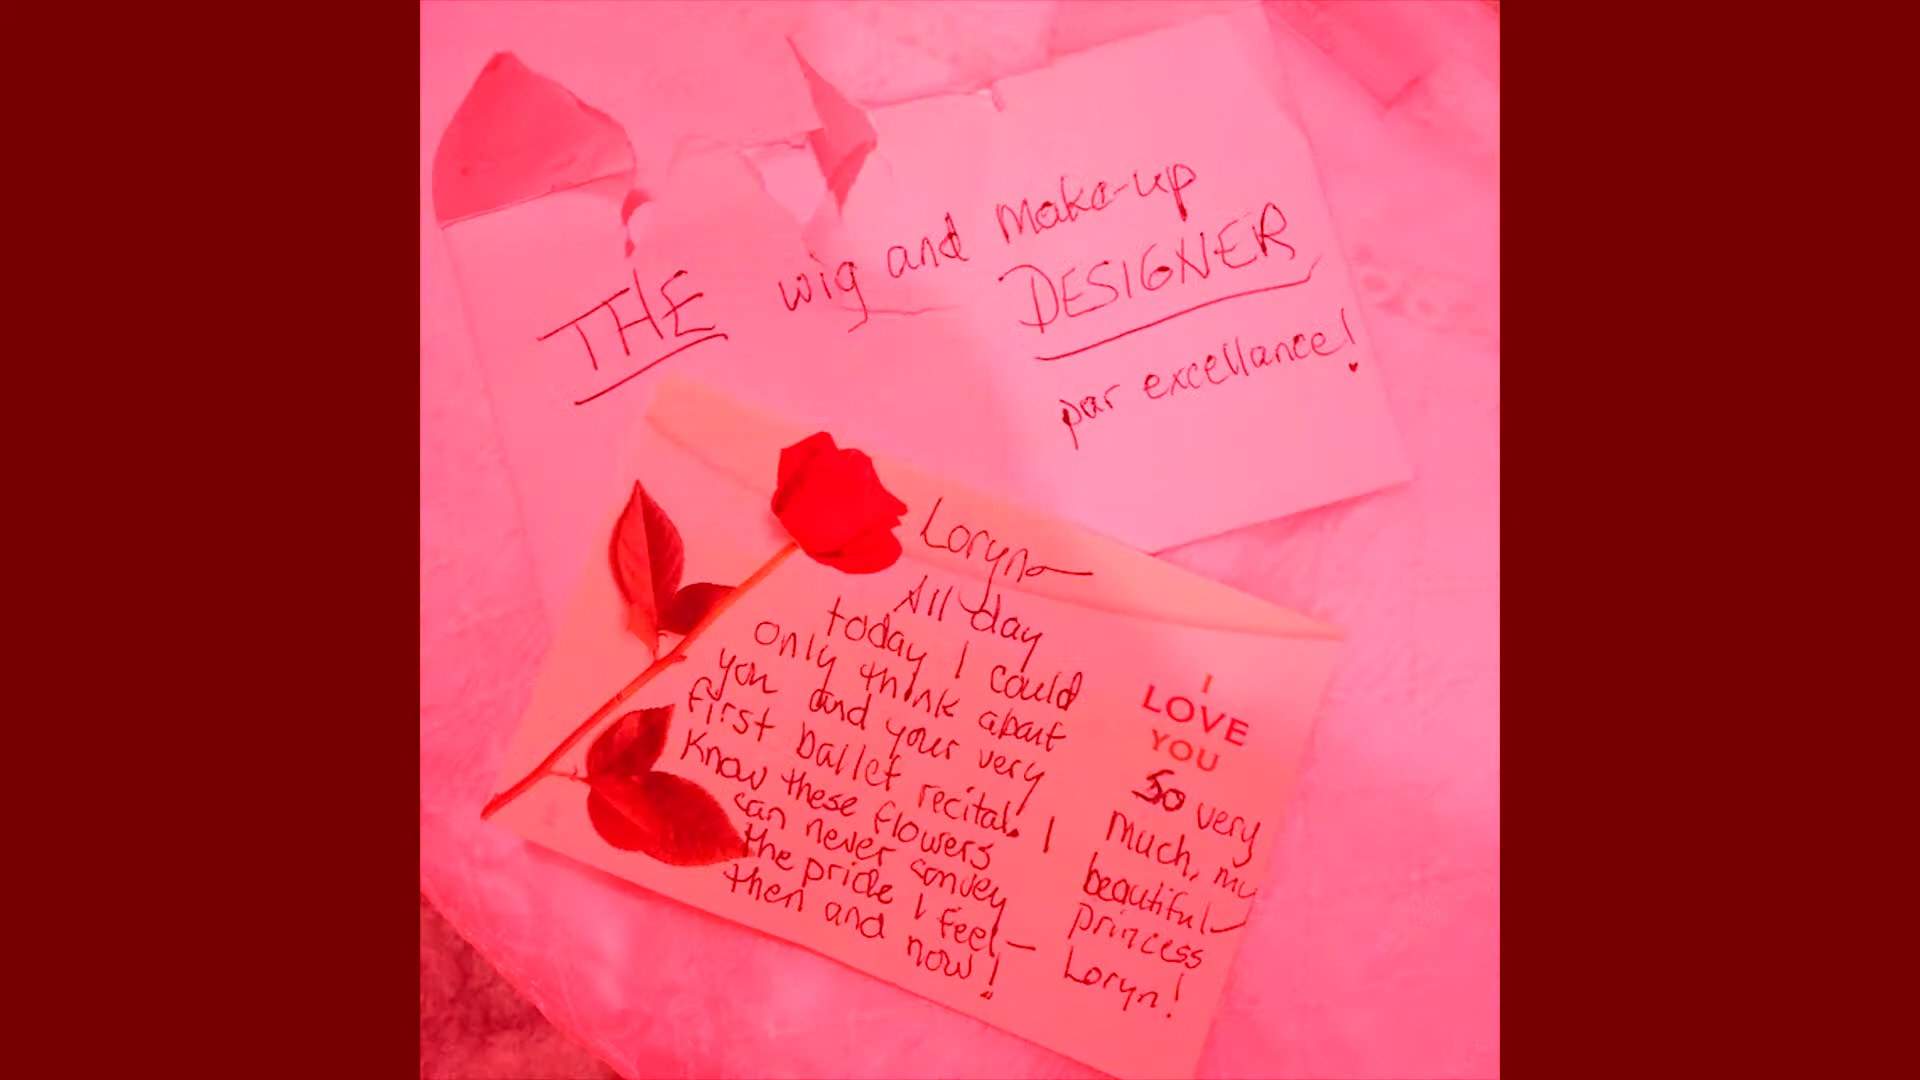 THE wig and Make-up
DESIGNER
par excellance!
Loryn
All day
today I could
only think about
you and your very
first ballet recital. I
Know these flowers
can never convey
the pride I feel—
then and now!
I
LOVE
YOU
So very
much, my
beautiful
princess
Loryn!